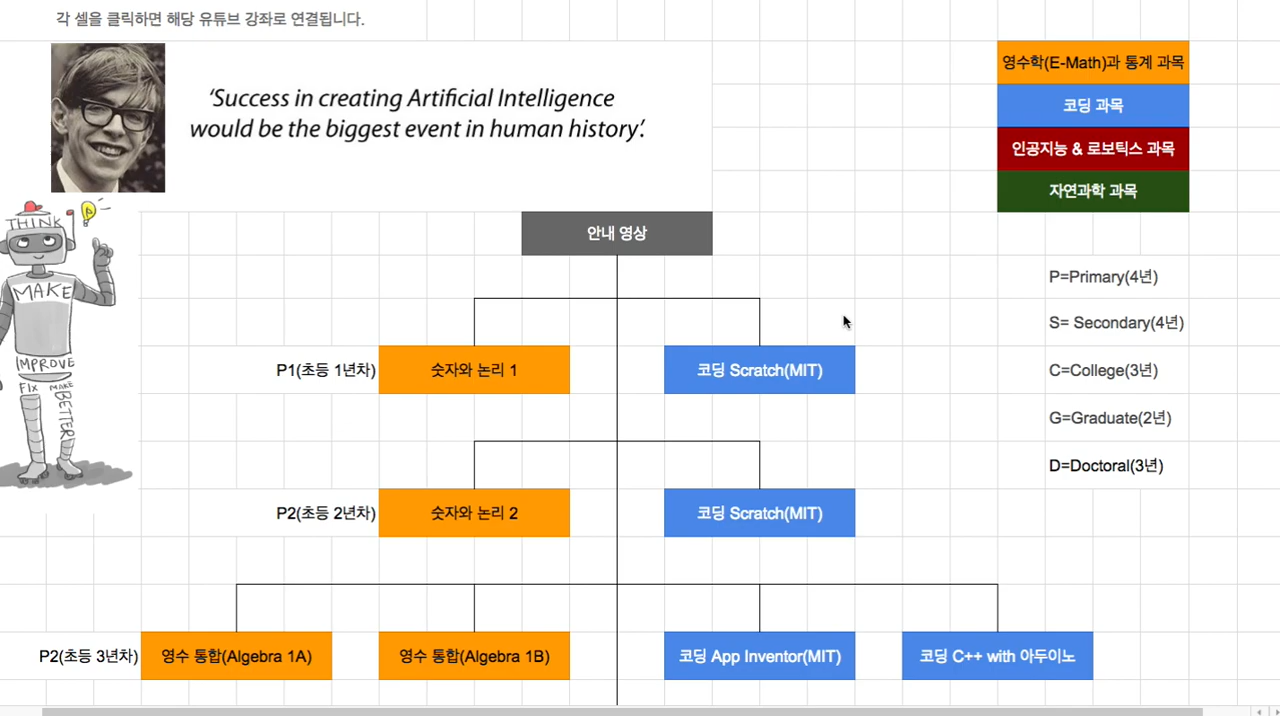 각 셀을 클릭하면 해당 유튜브 강좌로 연결됩니다.
‘Success in creating Artificial Intelligence
would be the biggest event in human history’.
영수학(E-Math)과 통계 과목
코딩 과목
인공지능 & 로보틱스 과목
자연과학 과목
THINK
MAKE
IMPROVE
FIX MAKE
BETTER
안내 영상
P=Primary(4년)
S= Secondary(4년)
C=College(3년)
G=Graduate(2년)
D=Doctoral(3년)
P1(초등 1년차)
숫자와 논리 1
코딩 Scratch(MIT)
P2(초등 2년차)
숫자와 논리 2
코딩 Scratch(MIT)
P2(초등 3년차)
영수 통합(Algebra 1A)
영수 통합(Algebra 1B)
코딩 App Inventor(MIT)
코딩 C++ with 아두이노